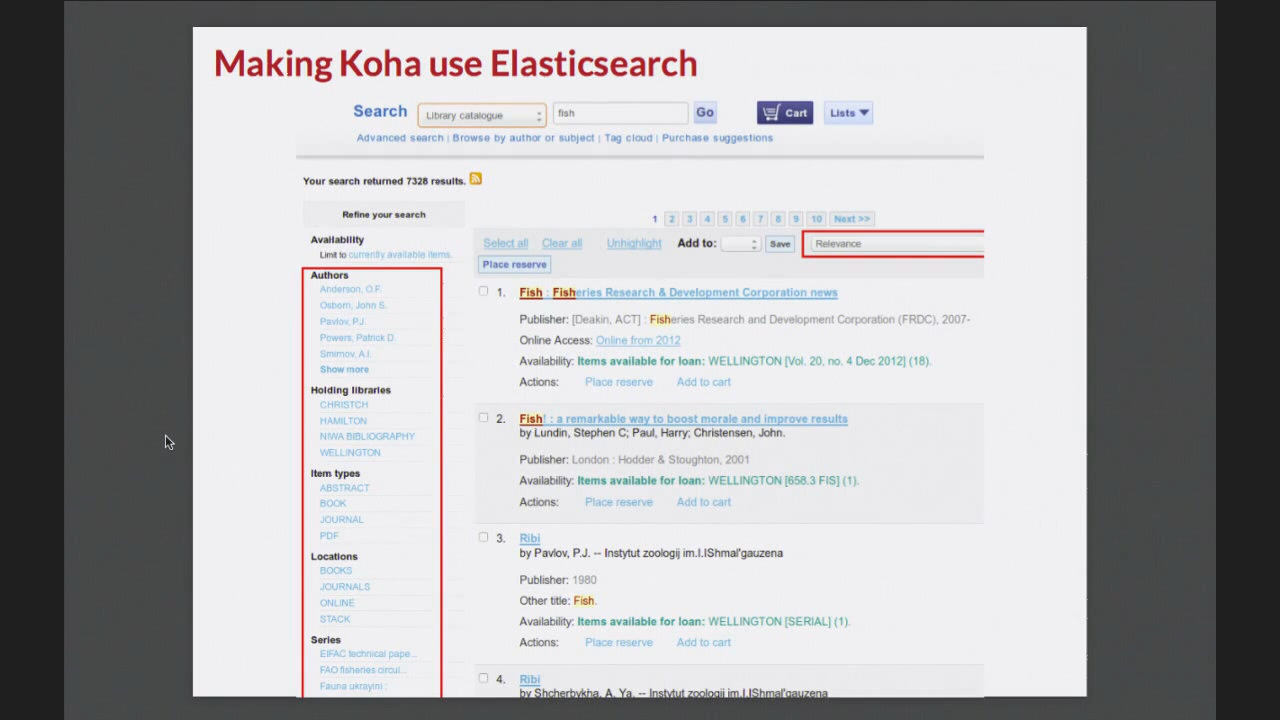 Making Koha use Elasticsearch
Search Library catalogue fish Go Cart Lists
Advanced search | Browse by author or subject | Tag cloud | Purchase suggestions
Your search returned 7328 results.
Refine your search
Availability
Limit to currently available items.
Authors
Anderson, O.F.
Osborn, John S.
Pavlov, P.J.
Powers, Patrick D.
Smirnov, A.I.
Show more
Holding libraries
CHRISTCH
HAMILTON
NIWA BIBLIOGRAPHY
WELLINGTON
Item types
ABSTRACT
BOOK
JOURNAL
PDF
Locations
BOOKS
JOURNALS
ONLINE
STACK
Series
EIFAC technical pape...
FAO fisheries circul...
Fauna ukrayini :
1 2 3 4 5 6 7 8 9 10 Next >>
Select all Clear all Unhighlight Add to: Save Relevance
Place reserve
1. Fish : Fisheries Research & Development Corporation news
Publisher: [Deakin, ACT] : Fisheries Research and Development Corporation (FRDC), 2007-
Online Access: Online from 2012
Availability: Items available for loan: WELLINGTON [Vol. 20, no. 4 Dec 2012] (18).
Actions: Place reserve Add to cart
2. Fish! : a remarkable way to boost morale and improve results
by Lundin, Stephen C; Paul, Harry; Christensen, John.
Publisher: London : Hodder & Stoughton, 2001
Availability: Items available for loan: WELLINGTON [658.3 FIS] (1).
Actions: Place reserve Add to cart
3. Ribi
by Pavlov, P.J. -- Instytut zoologij im.I.IShmal'gauzena
Publisher: 1980
Other title: Fish.
Availability: Items available for loan: WELLINGTON [SERIAL] (1).
Actions: Place reserve Add to cart
4. Ribi
by Shcherbykha, A. Ya. -- Instytut zoologij im.I.IShmal'gauzena